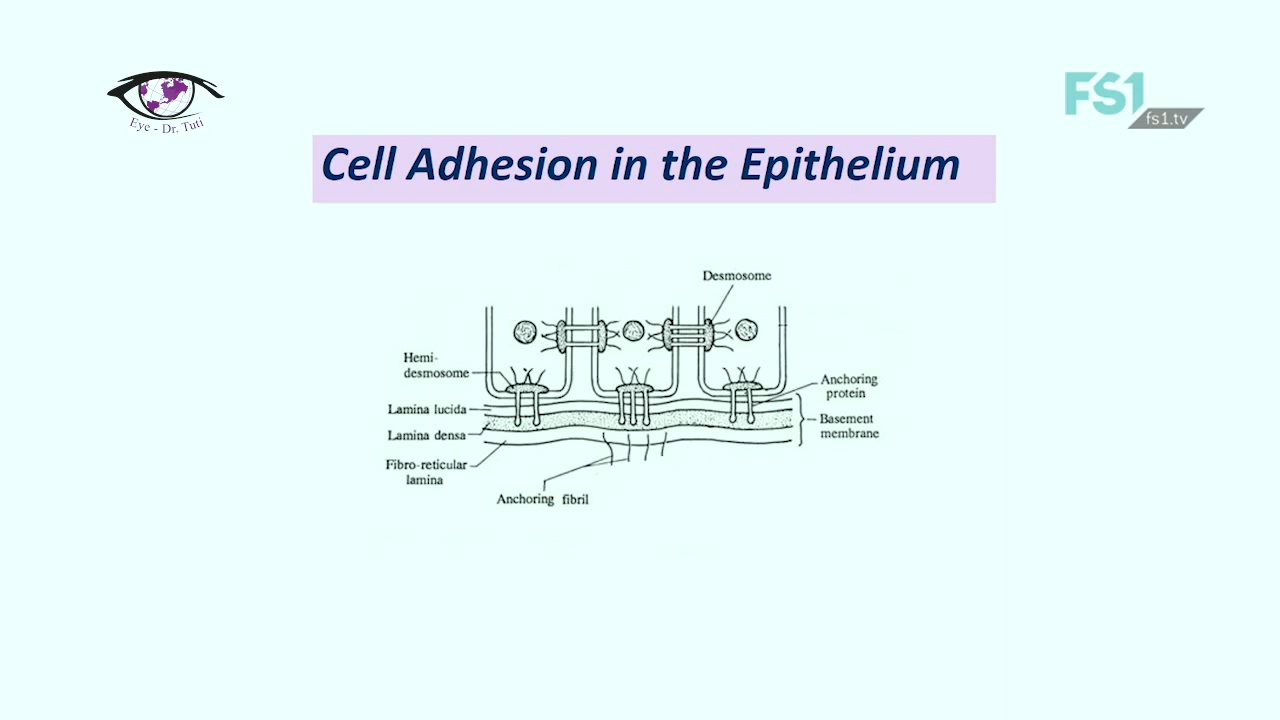 Eye - Dr. Tuti
FS1
fs1.tv
Cell Adhesion in the Epithelium
Desmosome
Hemi-
desmosome
Anchoring
protein
Lamina lucida
Basement
membrane
Lamina densa
Fibro-reticular
lamina
Anchoring fibril